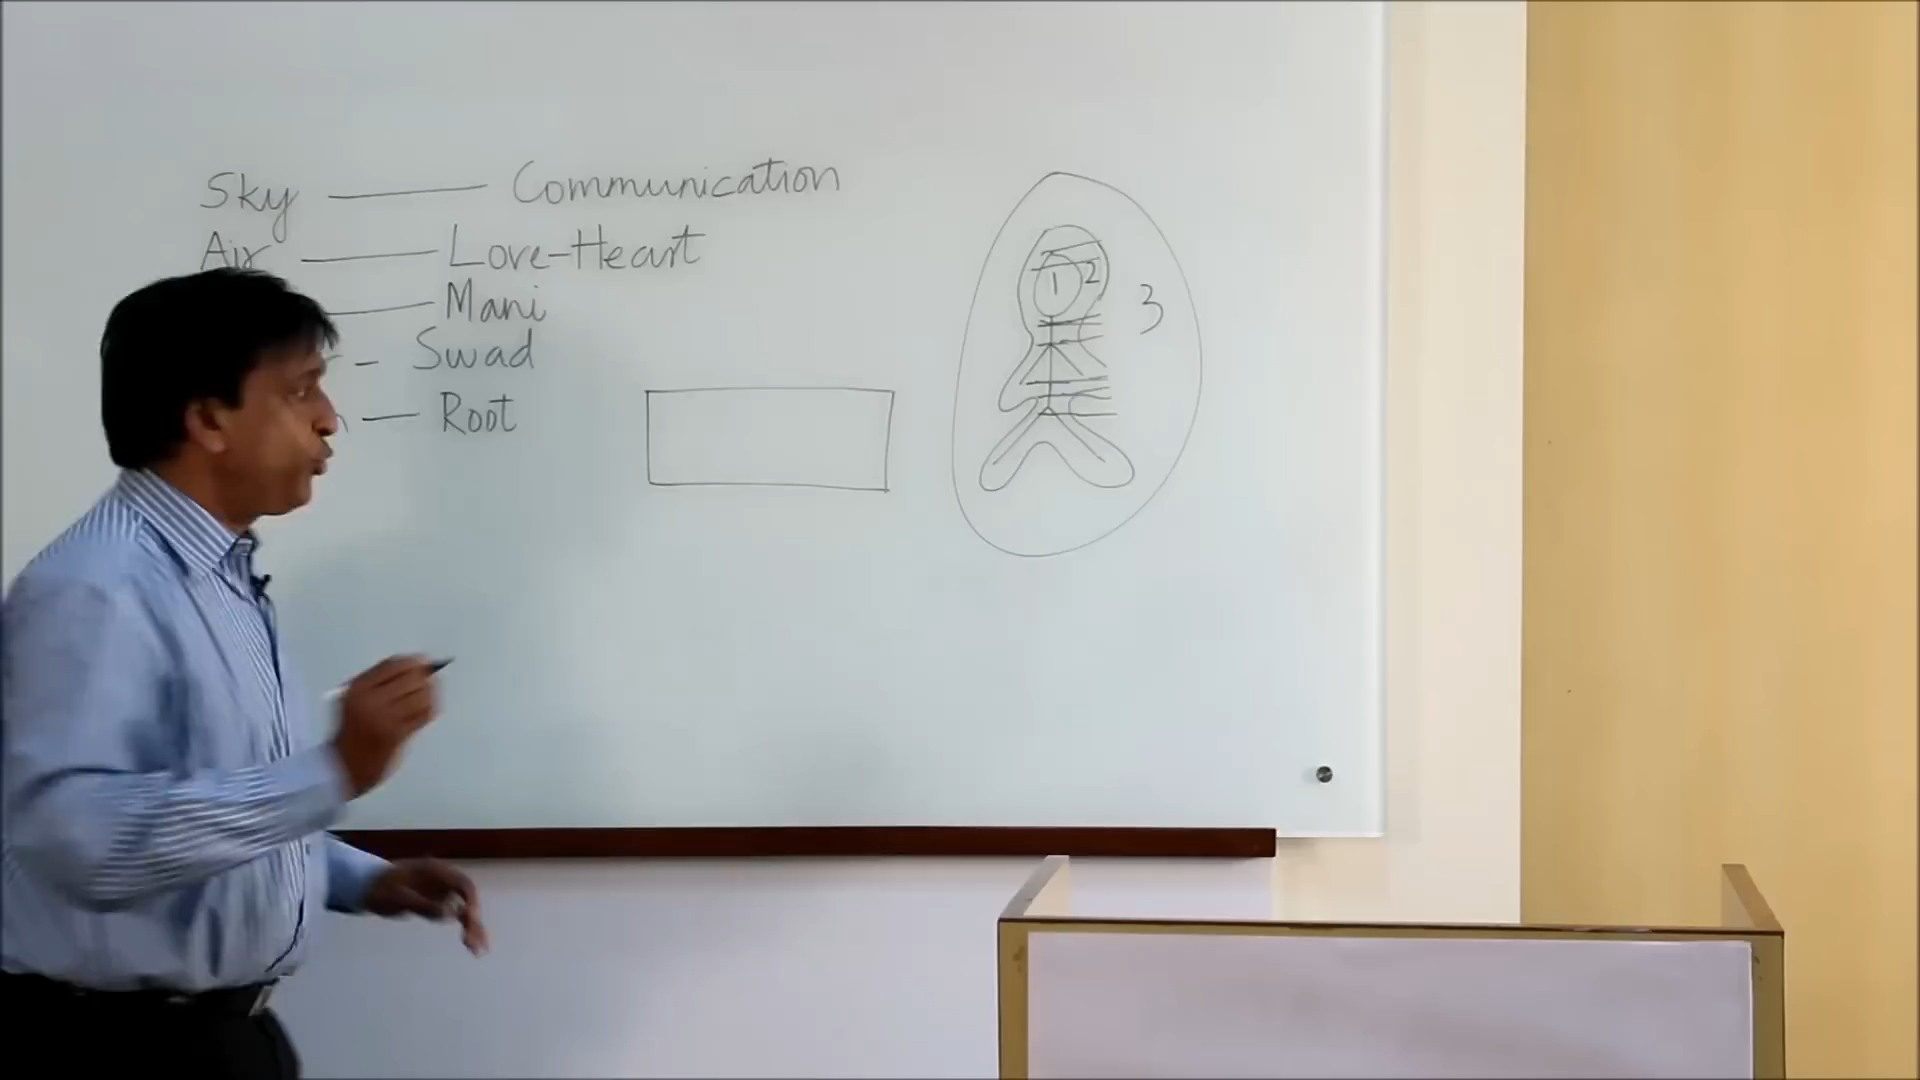 Sky — Communication
Air — Love-Heart
— Mani
- Swad
— Root
1 2
3